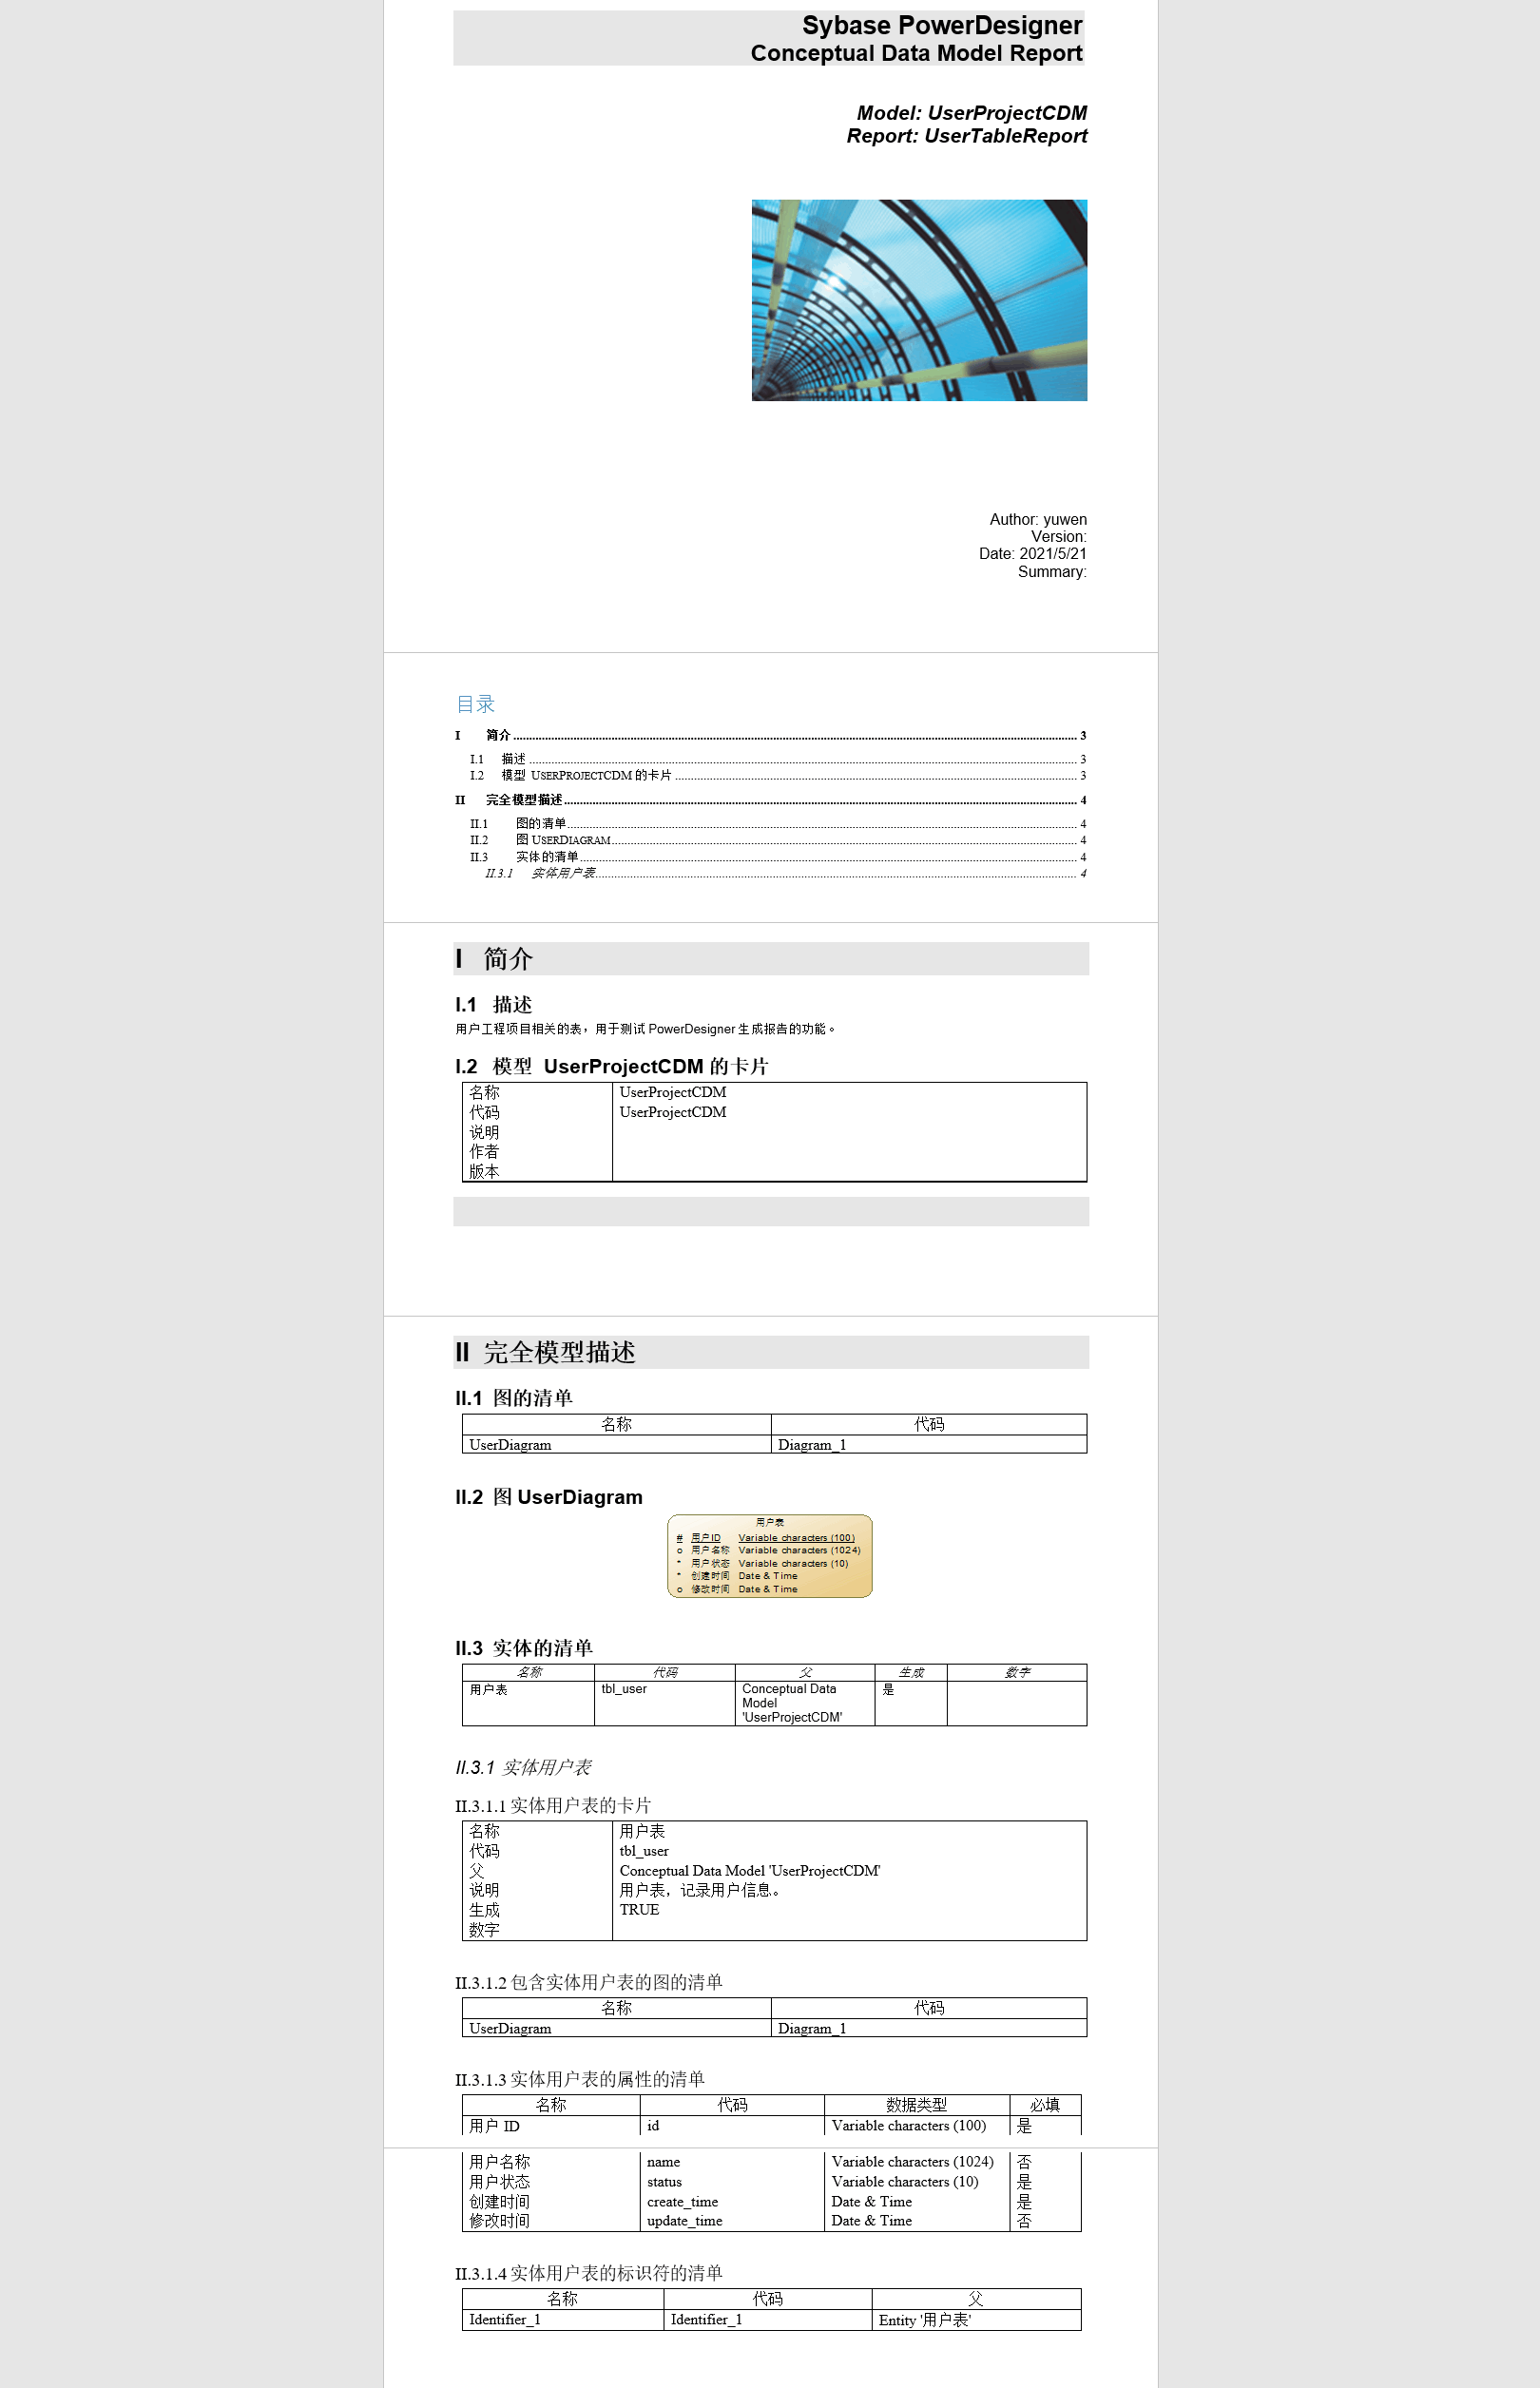 Sybase PowerDesigner
Conceptual Data Model Report
Model: UserProjectCDM
Report: UserTableReport
Author: yuwen
Version:
Date: 2021/5/21
Summary:
目录
I 简介 3
I.1 描述 3
I.2 模型 USERPROJECTCDM 的卡片 3
II 完全模型描述 4
II.1 图的清单 4
II.2 图 USERDIAGRAM 4
II.3 实体的清单 4
II.3.1 实体用户表 4
I 简介
I.1 描述
用户工程项目相关的表，用于测试 PowerDesigner 生成报告的功能。
I.2 模型 UserProjectCDM 的卡片
名称 UserProjectCDM
代码 UserProjectCDM
说明
作者
版本
II 完全模型描述
II.1 图的清单
名称 代码
UserDiagram Diagram_1
II.2 图 UserDiagram
用户表
# 用户ID Variable characters (100)
o 用户名称 Variable characters (1024)
* 用户状态 Variable characters (10)
* 创建时间 Date & Time
o 修改时间 Date & Time
II.3 实体的清单
名称 代码 父 生成 数字
用户表 tbl_user Conceptual Data 是
Model
'UserProjectCDM'
II.3.1 实体用户表
II.3.1.1 实体用户表的卡片
名称 用户表
代码 tbl_user
父 Conceptual Data Model 'UserProjectCDM'
说明 用户表，记录用户信息。
生成 TRUE
数字
II.3.1.2 包含实体用户表的图的清单
名称 代码
UserDiagram Diagram_1
II.3.1.3 实体用户表的属性的清单
名称 代码 数据类型 必填
用户 ID id Variable characters (100) 是
用户名称 name Variable characters (1024) 否
用户状态 status Variable characters (10) 是
创建时间 create_time Date & Time 是
修改时间 update_time Date & Time 否
II.3.1.4 实体用户表的标识符的清单
名称 代码 父
Identifier_1 Identifier_1 Entity '用户表'